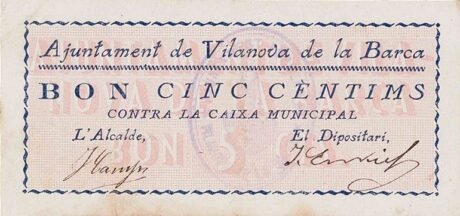 Ajuntament de Vilanova de la Barca
BON CINC CÈNTIMS
CONTRA LA CAIXA MUNICIPAL
L'Alcalde, El Dipositari,